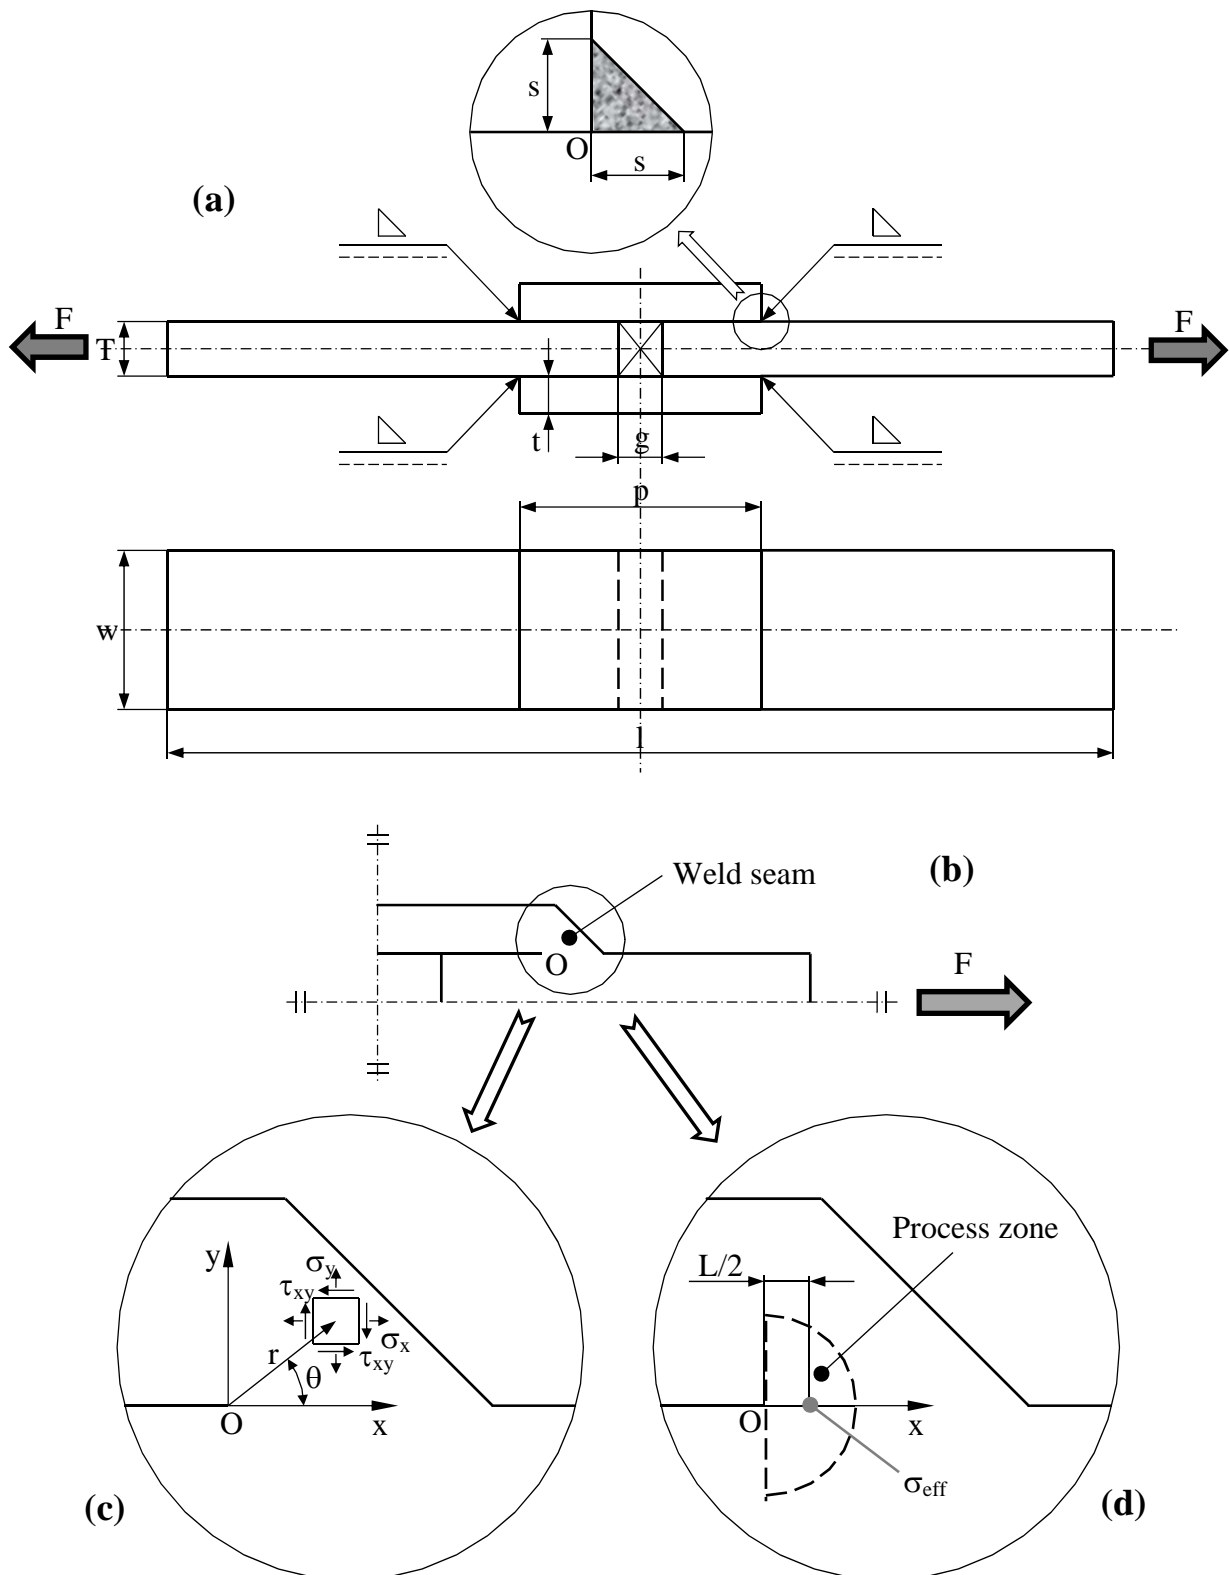 s
O
s
(a)
F
T
F
t
g
p
w
l
(b)
Weld seam
O
F
y
σy
τxy
σx
τxy
r
θ
O
x
(c)
Process zone
L/2
O
x
σeff
(d)